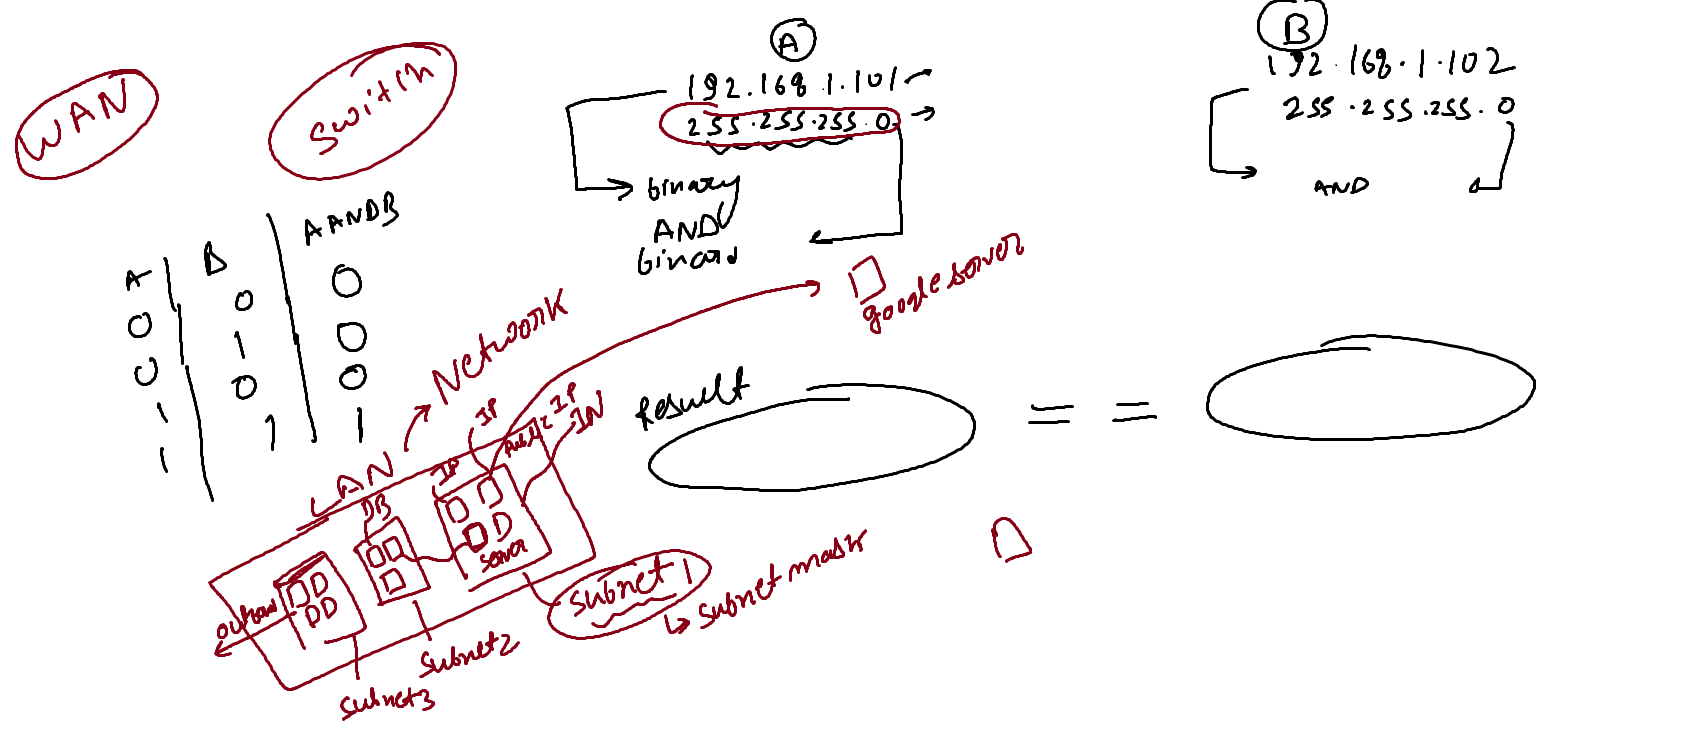 WAN
switch
A
192.168.1.101
255.255.255.0
binary
AND
binary
B
192.168.1.102
255.255.255.0
AND
A B A AND B
0 0 0
0 1 0
1 0 0
1 1 1
google server
Network
LAN
Result
= =
IP
Public IP
IN
IP
DB
server
outbound
subnet 1
subnet mask
subnet2
subnet3